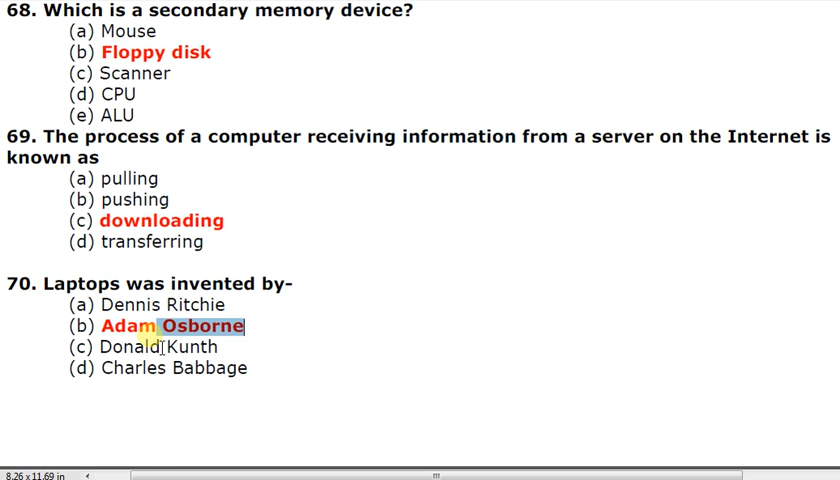 68. Which is a secondary memory device?
(a) Mouse
(b) Floppy disk
(c) Scanner
(d) CPU
(e) ALU
69. The process of a computer receiving information from a server on the Internet is
known as
(a) pulling
(b) pushing
(c) downloading
(d) transferring
70. Laptops was invented by-
(a) Dennis Ritchie
(b) Adam Osborne
(c) Donald Kunth
(d) Charles Babbage
8.26 x 11.69 in